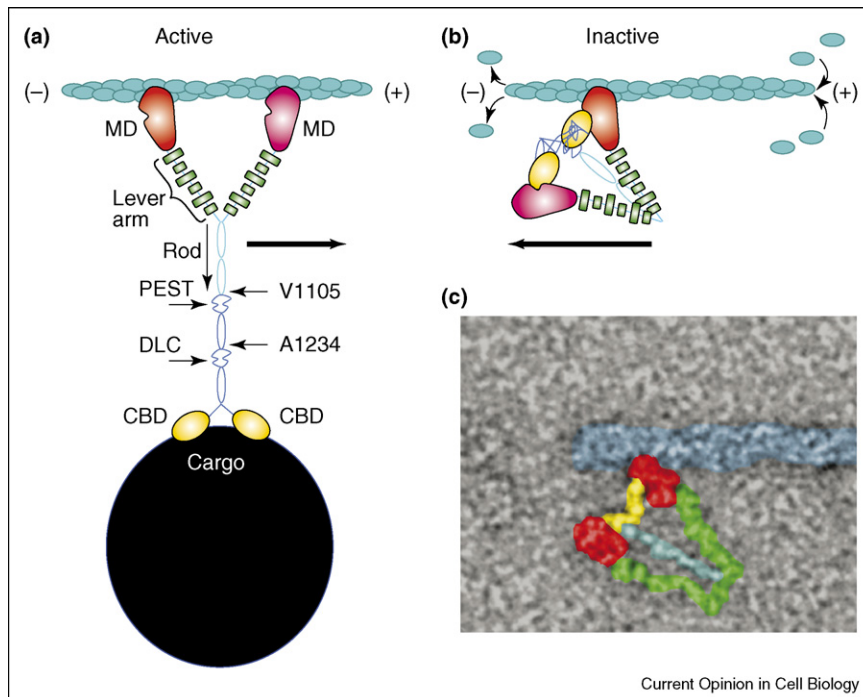 (a) Active
(–) (+)
MD MD
Lever
arm
Rod
PEST V1105
DLC A1234
CBD CBD
Cargo
(b) Inactive
(–) (+)
(c)
Current Opinion in Cell Biology